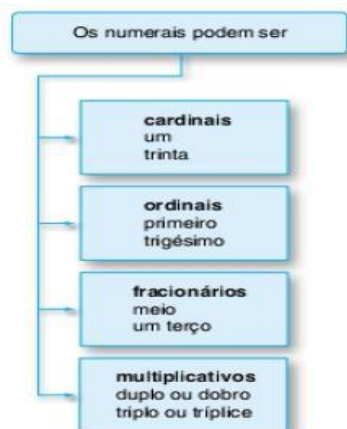 Os numerais podem ser
cardinais
um
trinta
ordinais
primeiro
trigésimo
fracionários
meio
um terço
multiplicativos
duplo ou dobro
triplo ou tríplice